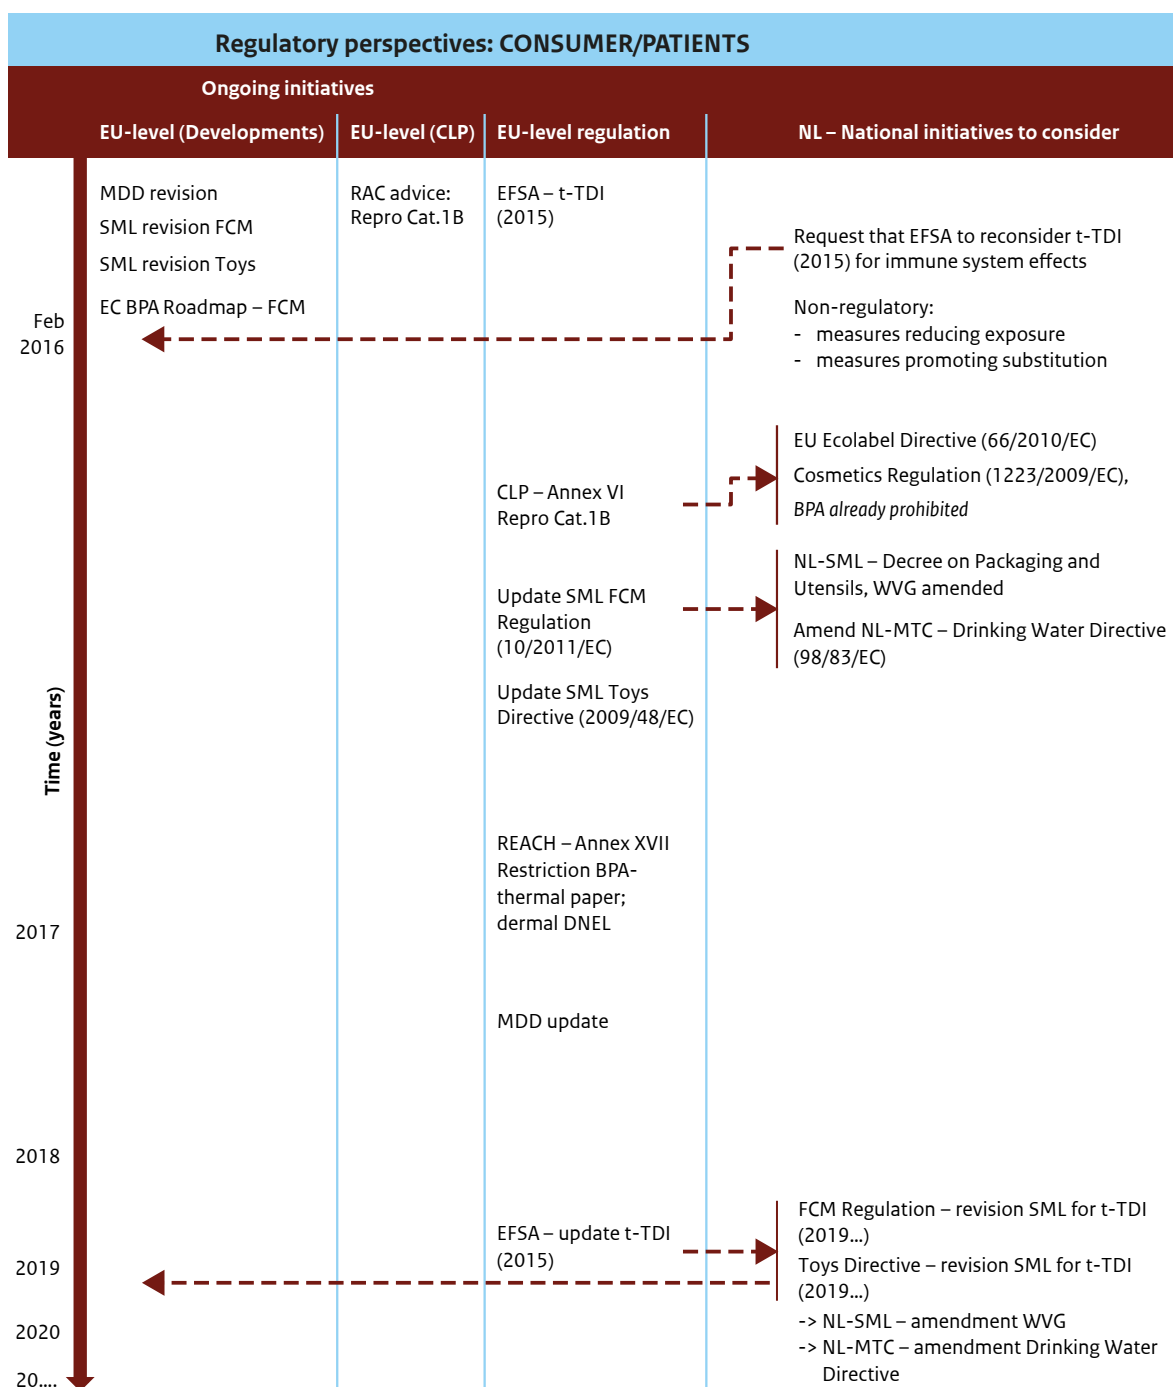 Regulatory perspectives: CONSUMER/PATIENTS
Ongoing initiatives
EU-level (Developments)
EU-level (CLP)
EU-level regulation
NL – National initiatives to consider
MDD revision
SML revision FCM
SML revision Toys
EC BPA Roadmap – FCM
RAC advice:
Repro Cat.1B
EFSA – t-TDI
(2015)
Request that EFSA to reconsider t-TDI
(2015) for immune system effects
Non-regulatory:
- measures reducing exposure
- measures promoting substitution
Feb
2016
CLP – Annex VI
Repro Cat.1B
EU Ecolabel Directive (66/2010/EC)
Cosmetics Regulation (1223/2009/EC),
BPA already prohibited
Update SML FCM
Regulation
(10/2011/EC)
NL-SML – Decree on Packaging and
Utensils, WVG amended
Amend NL-MTC – Drinking Water Directive
(98/83/EC)
Update SML Toys
Directive (2009/48/EC)
Time (years)
REACH – Annex XVII
Restriction BPA-
thermal paper;
dermal DNEL
2017
MDD update
2018
EFSA – update t-TDI
(2015)
FCM Regulation – revision SML for t-TDI
(2019...)
Toys Directive – revision SML for t-TDI
(2019...)
-> NL-SML – amendment WVG
-> NL-MTC – amendment Drinking Water
Directive
2019
2020
20....